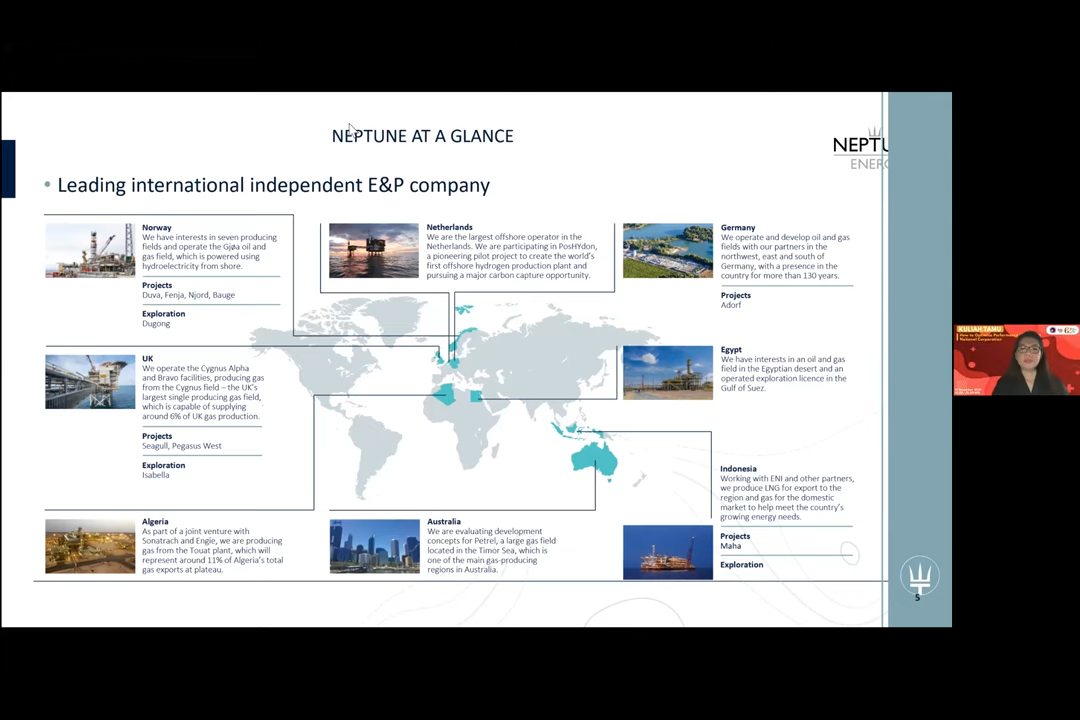 NEPTUNE AT A GLANCE
NEPTU
ENERG
• Leading international independent E&P company
Norway
We have interests in seven producing
fields and operate the Gjøa oil and
gas field, which is powered using
hydroelectricity from shore.
Projects
Duva, Fenja, Njord, Bauge
Exploration
Dugong
Netherlands
We are the largest offshore operator in the
Netherlands. We are participating in PosHYdon,
a pioneering pilot project to create the world's
first offshore hydrogen production plant and
pursuing a major carbon capture opportunity.
Germany
We operate and develop oil and gas
fields with our partners in the
northwest, east and south of
Germany, with a presence in the
country for more than 130 years.
Projects
Adorf
UK
We operate the Cygnus Alpha
and Bravo facilities, producing gas
from the Cygnus field – the UK's
largest single producing gas field,
which is capable of supplying
around 6% of UK gas production.
Projects
Seagull, Pegasus West
Exploration
Isabella
Egypt
We have interests in an oil and gas
field in the Egyptian desert and an
operated exploration licence in the
Gulf of Suez.
Algeria
As part of a joint venture with
Sonatrach and Engie, we are producing
gas from the Touat plant, which will
represent around 11% of Algeria's total
gas exports at plateau.
Australia
We are evaluating development
concepts for Petrel, a large gas field
located in the Timor Sea, which is
one of the main gas-producing
regions in Australia.
Indonesia
Working with ENI and other partners,
we produce LNG for export to the
region and gas for the domestic
market to help meet the country's
growing energy needs.
Projects
Maha
Exploration
5
KULIAH TAMU
How to Optimize Performance
National Corporation